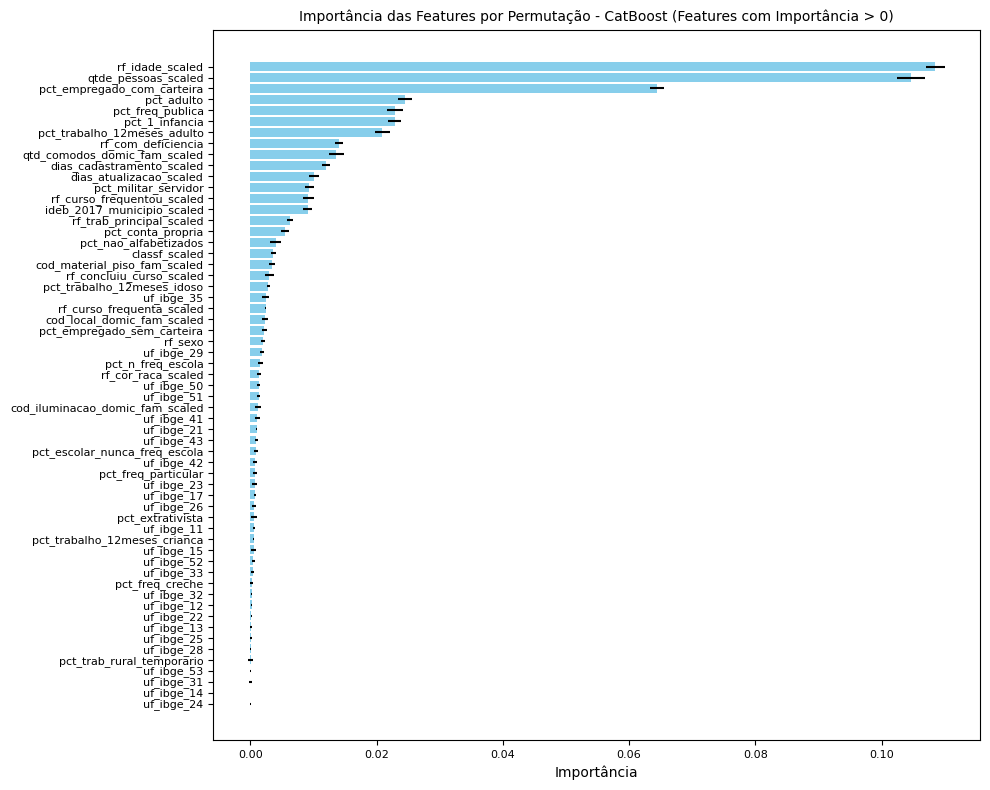 Importância das Features por Permutação - CatBoost (Features com Importância > 0)
rf_idade_scaled
qtde_pessoas_scaled
pct_empregado_com_carteira
pct_adulto
pct_freq_publica
pct_1_infancia
pct_trabalho_12meses_adulto
rf_com_deficiencia
qtd_comodos_domic_fam_scaled
dias_cadastramento_scaled
dias_atualizacao_scaled
pct_militar_servidor
rf_curso_frequentou_scaled
ideb_2017_municipio_scaled
rf_trab_principal_scaled
pct_conta_propria
pct_nao_alfabetizados
classf_scaled
cod_material_piso_fam_scaled
rf_concluiu_curso_scaled
pct_trabalho_12meses_idoso
uf_ibge_35
rf_curso_frequenta_scaled
cod_local_domic_fam_scaled
pct_empregado_sem_carteira
rf_sexo
uf_ibge_29
pct_n_freq_escola
rf_cor_raca_scaled
uf_ibge_50
uf_ibge_51
cod_iluminacao_domic_fam_scaled
uf_ibge_41
uf_ibge_21
uf_ibge_43
pct_escolar_nunca_freq_escola
uf_ibge_42
pct_freq_particular
uf_ibge_23
uf_ibge_17
uf_ibge_26
pct_extrativista
uf_ibge_11
pct_trabalho_12meses_crianca
uf_ibge_15
uf_ibge_52
uf_ibge_33
pct_freq_creche
uf_ibge_32
uf_ibge_12
uf_ibge_22
uf_ibge_13
uf_ibge_25
uf_ibge_28
pct_trab_rural_temporario
uf_ibge_53
uf_ibge_31
uf_ibge_14
uf_ibge_24
0.00 0.02 0.04 0.06 0.08 0.10
Importância